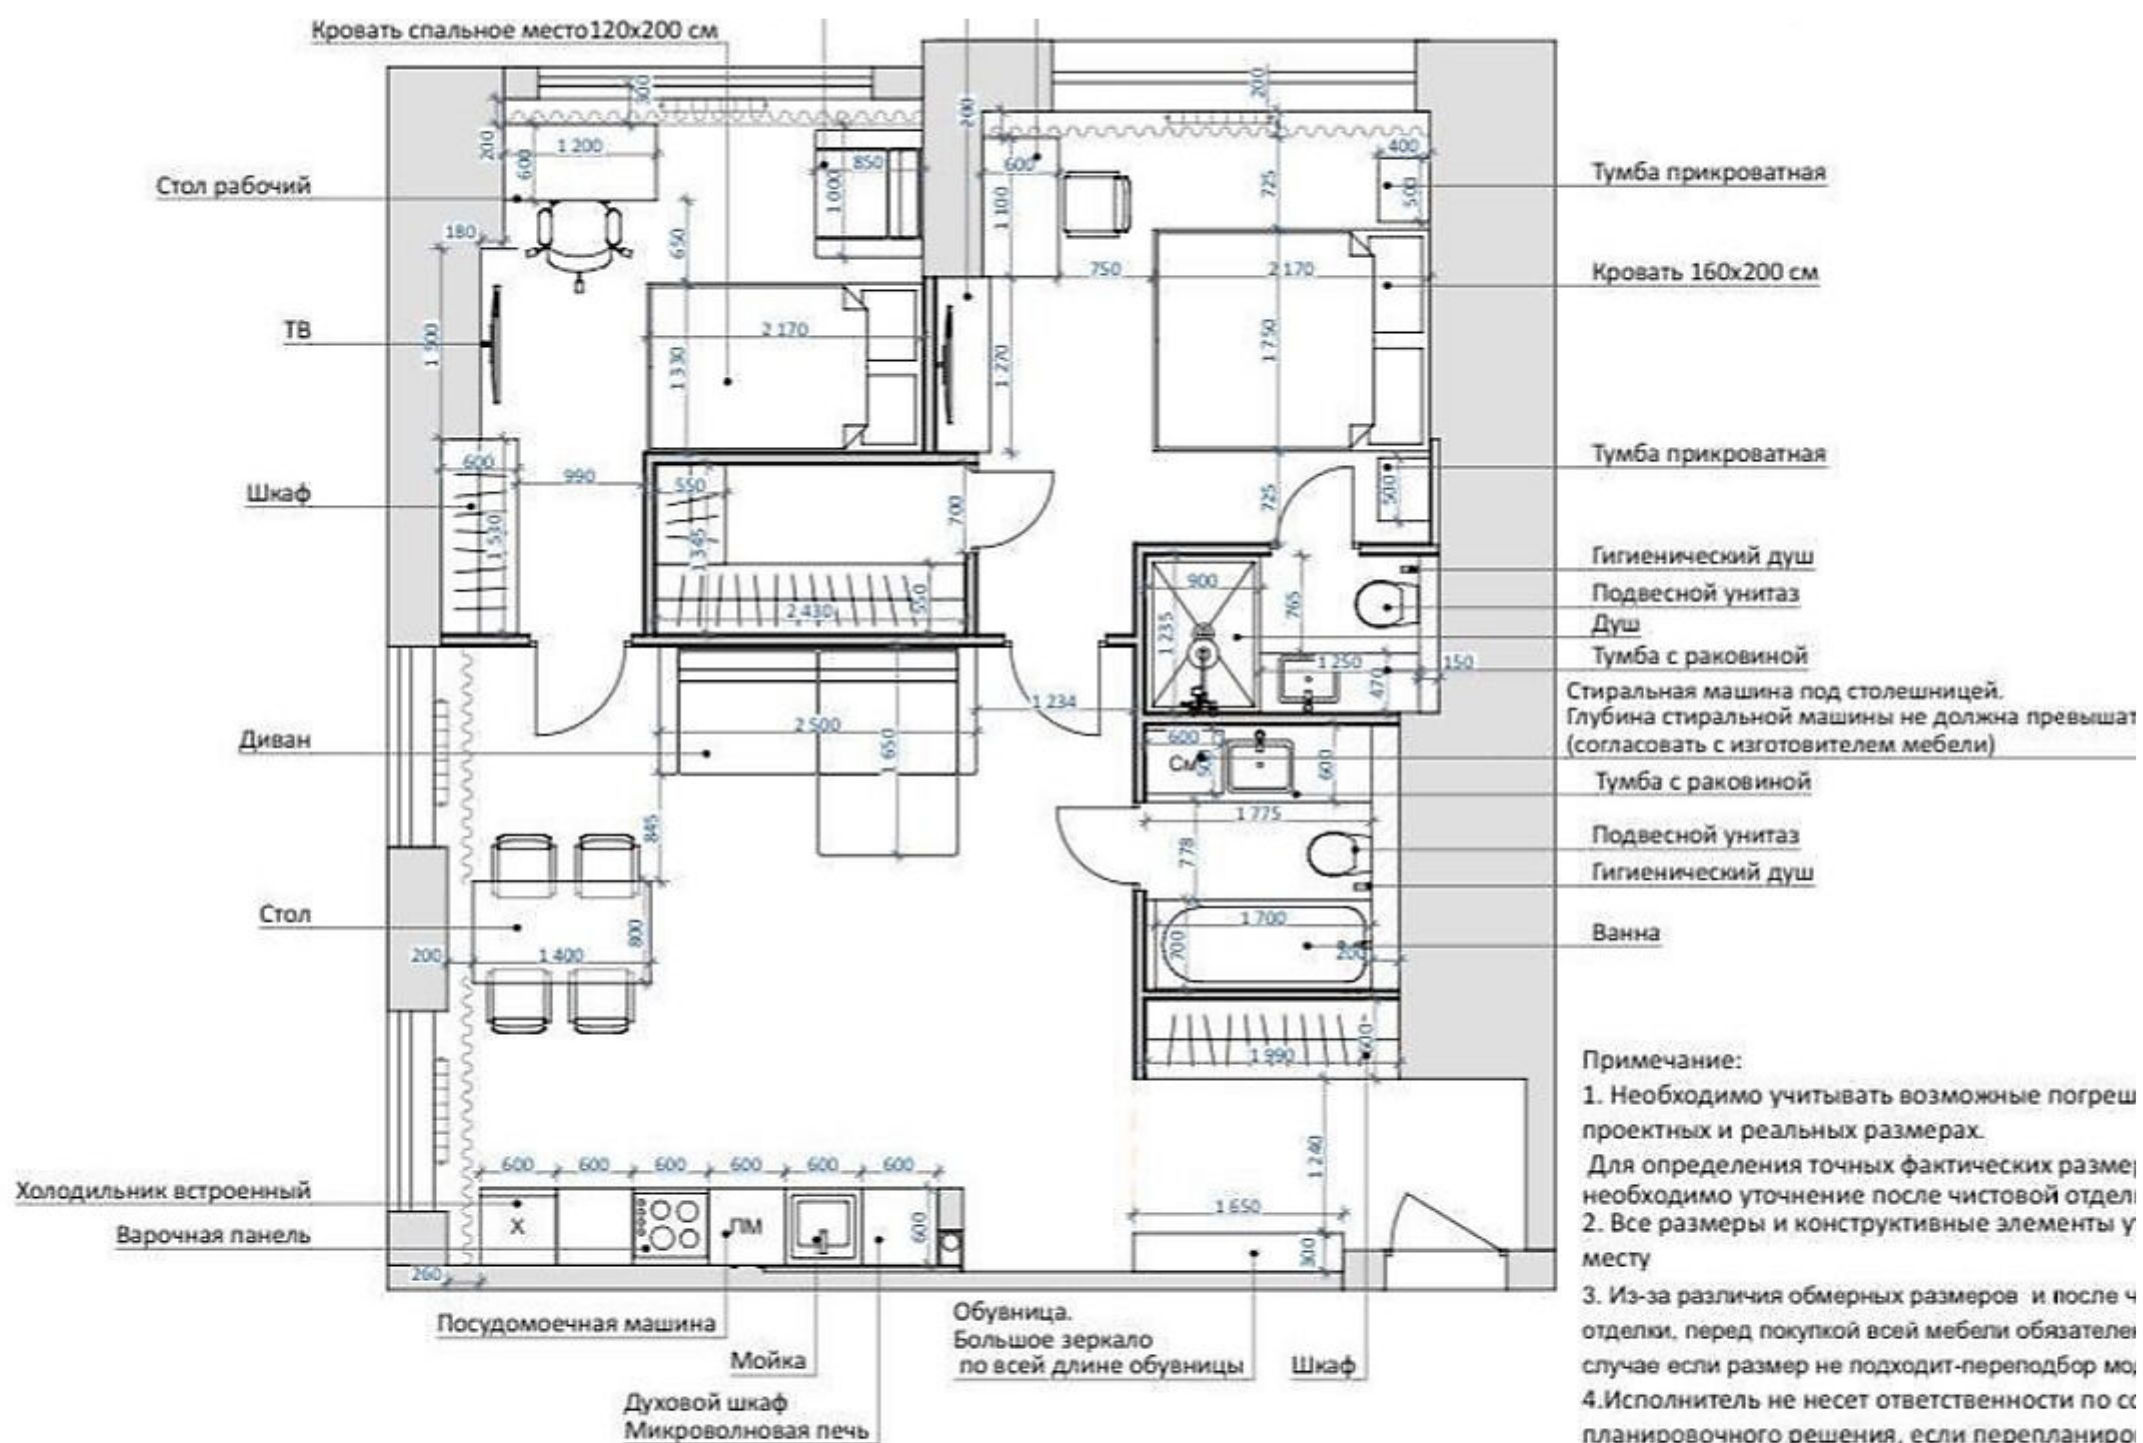 Кровать спальное место120х200 см
300
200
200
200
1 200
600
850
1 000
600
1 100
725
400
500
Стол рабочий
Тумба прикроватная
180
650
750
2 170
Кровать 160х200 см
ТВ
1 500
2 170
1 330
1 270
1 750
Тумба прикроватная
600
990
550
700
725
500
Шкаф
1 530
1 345
2 430
550
900
765
1 235
Гигиенический душ
Подвесной унитаз
Душ
Тумба с раковиной
1 250
470
150
Стиральная машина под столешницей.
Глубина стиральной машины не должна превышат
(согласовать с изготовителем мебели)
1 234
Диван
2 500
1 650
600
СМ
500
600
Тумба с раковиной
1 775
845
778
Подвесной унитаз
Гигиенический душ
Стол
1 400
800
200
1 700
700
200
Ванна
1 990
600
Примечание:
1. Необходимо учитывать возможные погреш
проектных и реальных размерах.
Для определения точных фактических размер
необходимо уточнение после чистовой отдел
2. Все размеры и конструктивные элементы у
месту
3. Из-за различия обмерных размеров и после ч
отделки, перед покупкой всей мебели обязателе
случае если размер не подходит-переподбор мо
4.Исполнитель не несет ответственности по со
планировочного решения, если перепланиро
1 240
600 600 600 600 600 600
Холодильник встроенный
Х
ПМ
600
1 650
300
Варочная панель
260
Посудомоечная машина
Мойка
Духовой шкаф
Микроволновая печь
Обувница.
Большое зеркало
по всей длине обувницы
Шкаф